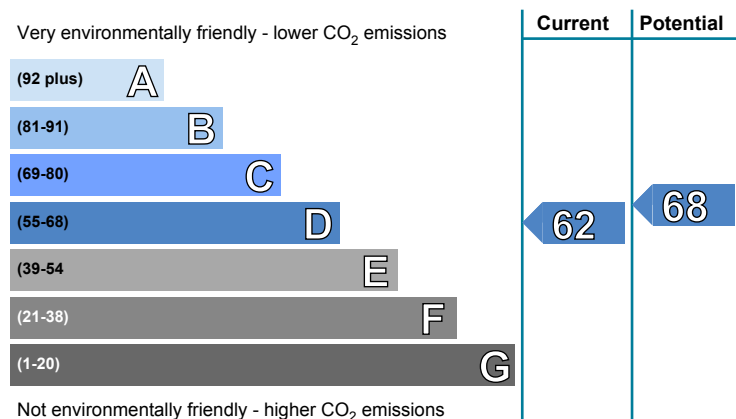 Very environmentally friendly - lower CO2 emissions
Current Potential
(92 plus) A
(81-91) B
(69-80) C
(55-68) D
62 68
(39-54 E
(21-38) F
(1-20) G
Not environmentally friendly - higher CO2 emissions